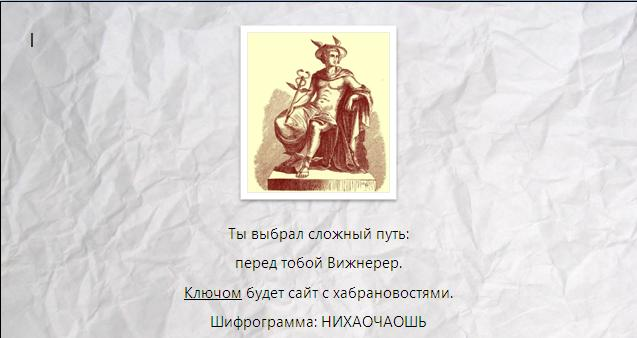 Ты выбрал сложный путь:
перед тобой Вижнерер.
Ключом будет сайт с хабрановостями.
Шифрограмма: НИХАОЧАОШЬ